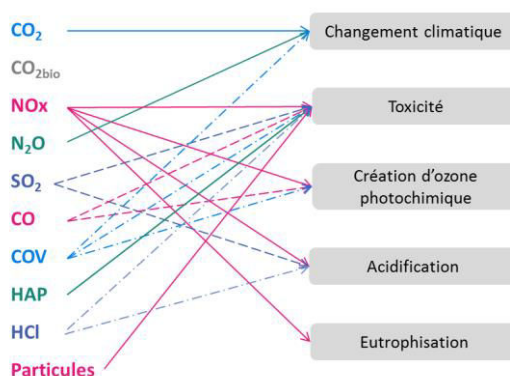 CO₂
CO₂bio
NOx
N₂O
SO₂
CO
COV
HAP
HCl
Particules
Changement climatique
Toxicité
Création d'ozone
photochimique
Acidification
Eutrophisation